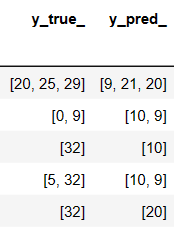 y_true_ y_pred_
[20, 25, 29] [9, 21, 20]
[0, 9] [10, 9]
[32] [10]
[5, 32] [10, 9]
[32] [20]